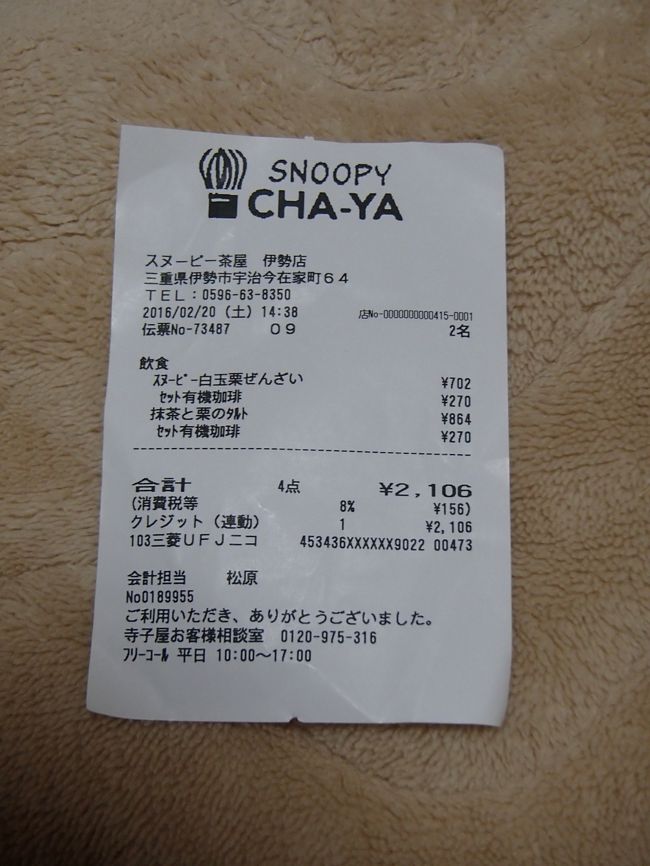 SNOOPY
CHA-YA
スヌーピー茶屋 伊勢店
三重県伊勢市宇治今在家町６４
ＴＥＬ：0596-63-8350
2016/02/20 (土) 14:38 店No-0000000000415-0001
伝票No-73487 ０９ 2名
飲食
ｽﾇｰﾋﾟｰ白玉栗ぜんざい ¥702
ｾｯﾄ有機珈琲 ¥270
抹茶と栗のﾀﾙﾄ ¥864
ｾｯﾄ有機珈琲 ¥270
合計 4点 ¥2,106
(消費税等 8% ¥156)
クレジット（連動） 1 ¥2,106
103三菱ＵＦＪニコ 453436XXXXXX9022 00473
会計担当 松原
No0189955
ご利用いただき、ありがとうございました。
寺子屋お客様相談室 0120-975-316
ﾌﾘｰｺｰﾙ 平日 10:00～17:00